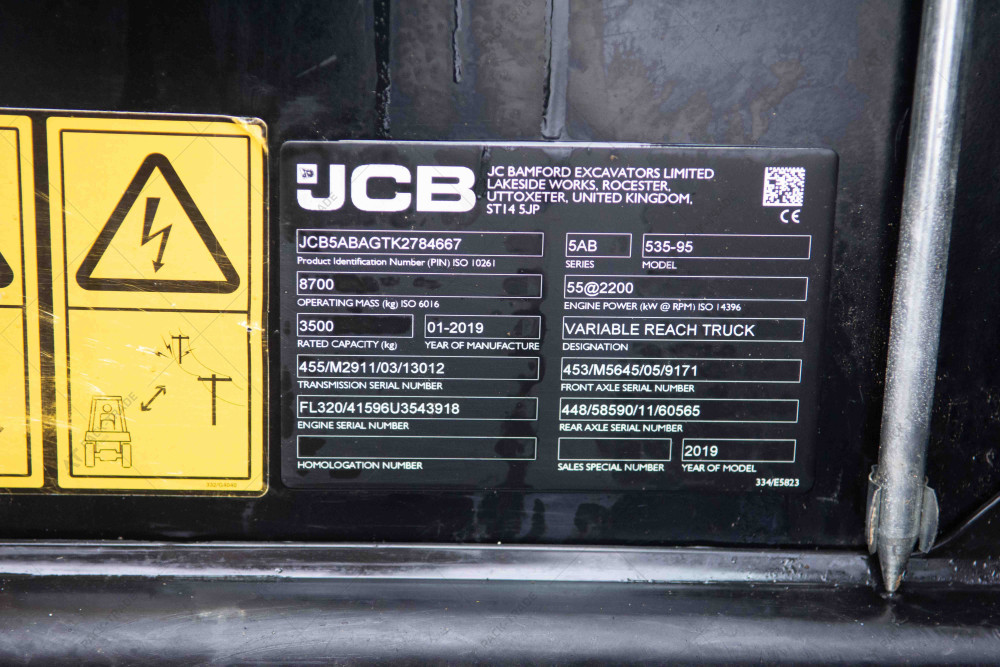 JCB
JC BAMFORD EXCAVATORS LIMITED
LAKESIDE WORKS, ROCESTER,
UTTOXETER, UNITED KINGDOM,
ST14 5JP
CE
JCB5ABAGTK2784667
Product Identification Number (PIN) ISO 10261
5AB
SERIES
535-95
MODEL
8700
OPERATING MASS (kg) ISO 6016
55@2200
ENGINE POWER (kW @ RPM) ISO 14396
3500
RATED CAPACITY (kg)
01-2019
YEAR OF MANUFACTURE
VARIABLE REACH TRUCK
DESIGNATION
455/M2911/03/13012
TRANSMISSION SERIAL NUMBER
453/M5645/05/9171
FRONT AXLE SERIAL NUMBER
FL320/41596U3543918
ENGINE SERIAL NUMBER
448/58590/11/60565
REAR AXLE SERIAL NUMBER
HOMOLOGATION NUMBER
SALES SPECIAL NUMBER
2019
YEAR OF MODEL
334/E5823